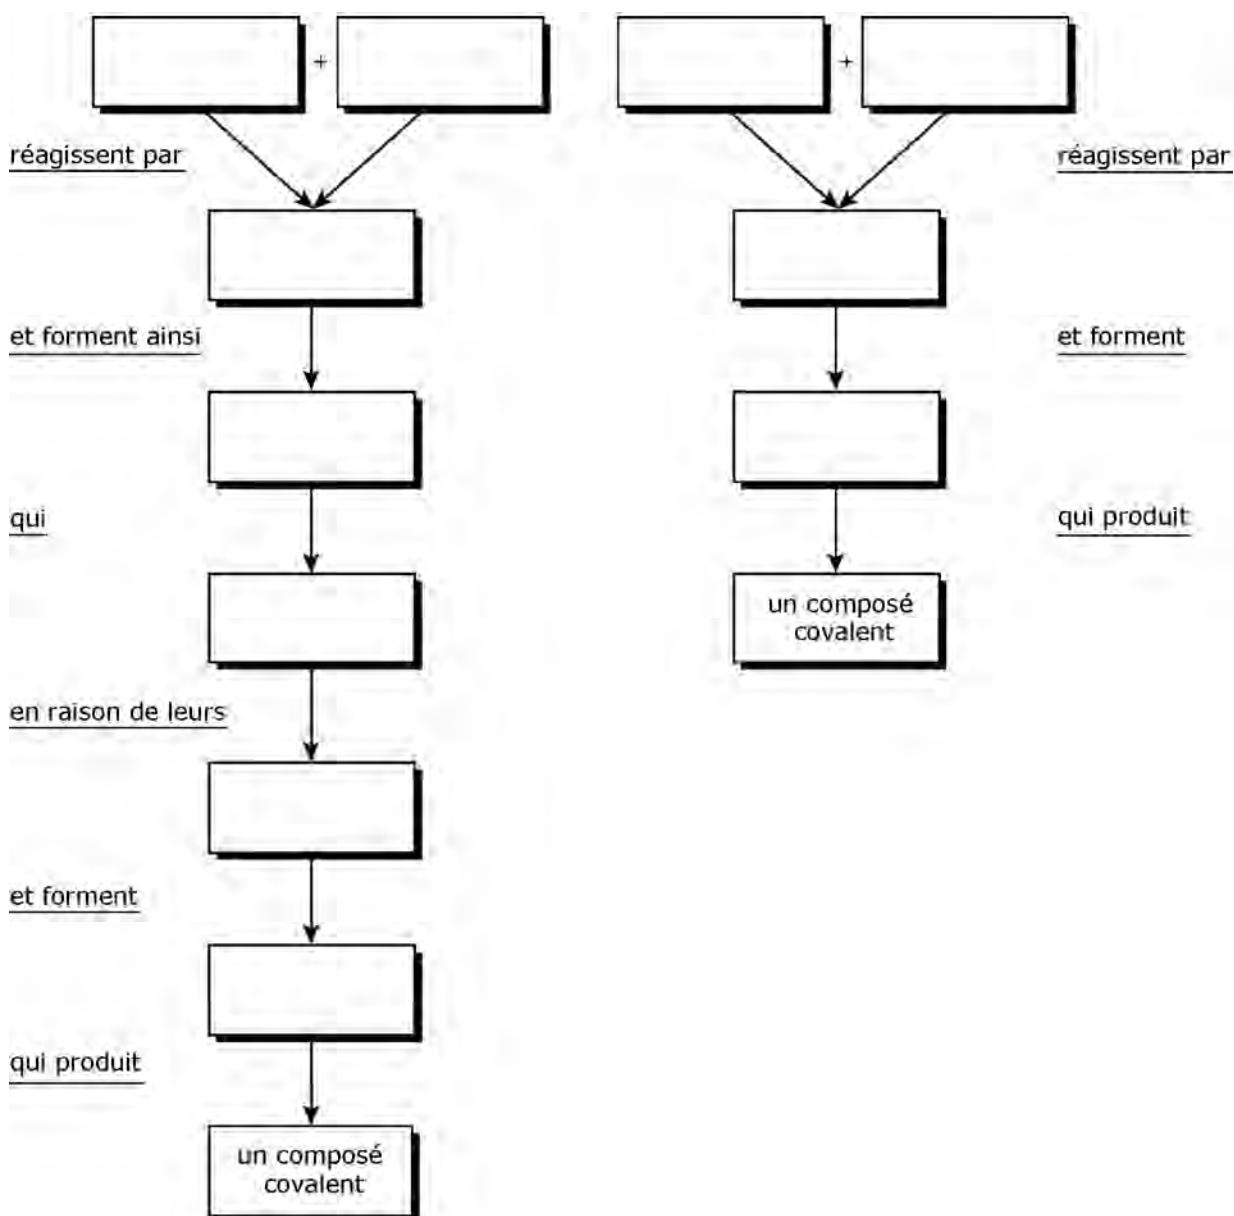 +
+
réagissent par
réagissent par
et forment ainsi
et forment
qui
qui produit
un composé
covalent
en raison de leurs
et forment
qui produit
un composé
covalent